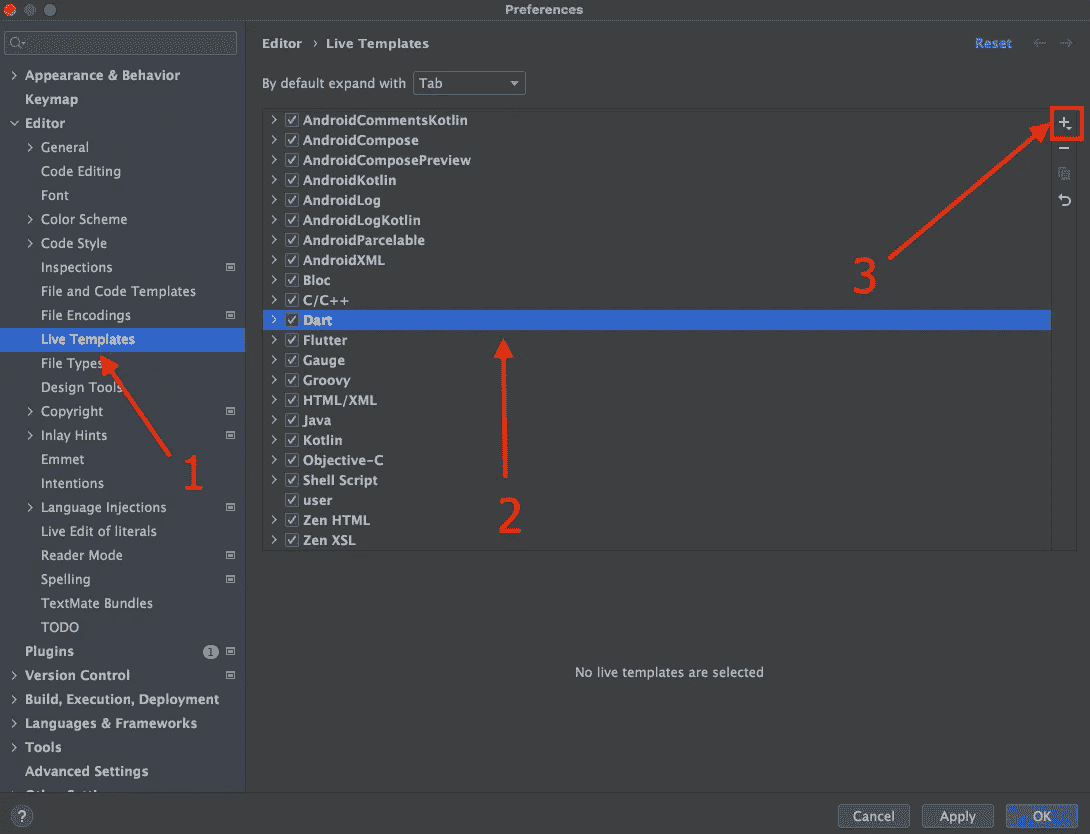 Preferences
Editor › Live Templates
Reset
By default expand with Tab
Appearance & Behavior
Keymap
Editor
General
Code Editing
Font
Color Scheme
Code Style
Inspections
File and Code Templates
File Encodings
Live Templates
File Types
Design Tools
Copyright
Inlay Hints
Emmet
Intentions
Language Injections
Live Edit of literals
Reader Mode
Spelling
TextMate Bundles
TODO
Plugins 1
Version Control
Build, Execution, Deployment
Languages & Frameworks
Tools
Advanced Settings
AndroidCommentsKotlin
AndroidCompose
AndroidComposePreview
AndroidKotlin
AndroidLog
AndroidLogKotlin
AndroidParcelable
AndroidXML
Bloc
C/C++
Dart
Flutter
Gauge
Groovy
HTML/XML
Java
Kotlin
Objective-C
Shell Script
user
Zen HTML
Zen XSL
1
2
3
No live templates are selected
?
Cancel
Apply
OK